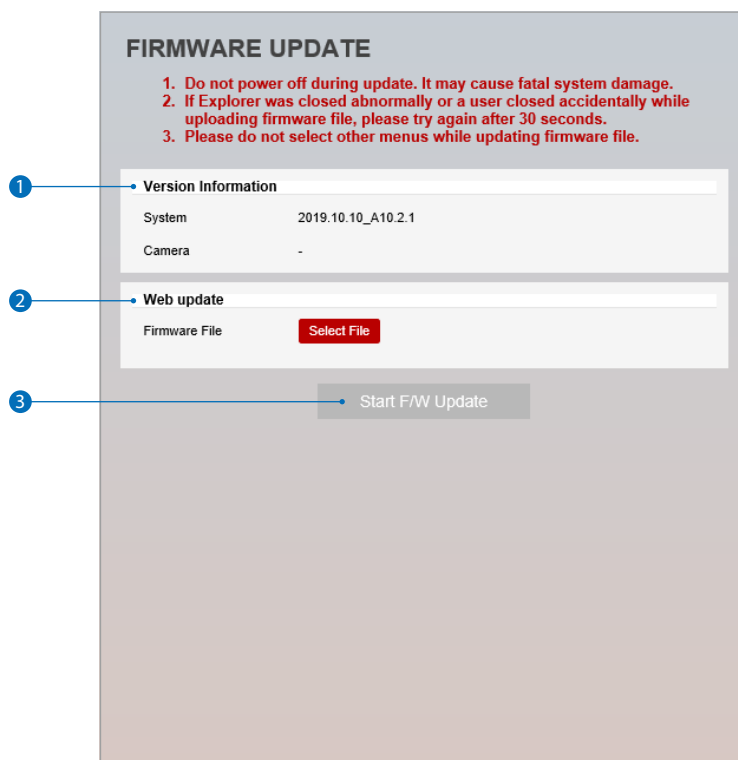 FIRMWARE UPDATE
1. Do not power off during update. It may cause fatal system damage.
2. If Explorer was closed abnormally or a user closed accidentally while
uploading firmware file, please try again after 30 seconds.
3. Please do not select other menus while updating firmware file.
1 Version Information
System 2019.10.10_A10.2.1
Camera -
2 Web update
Firmware File Select File
3 Start F/W Update